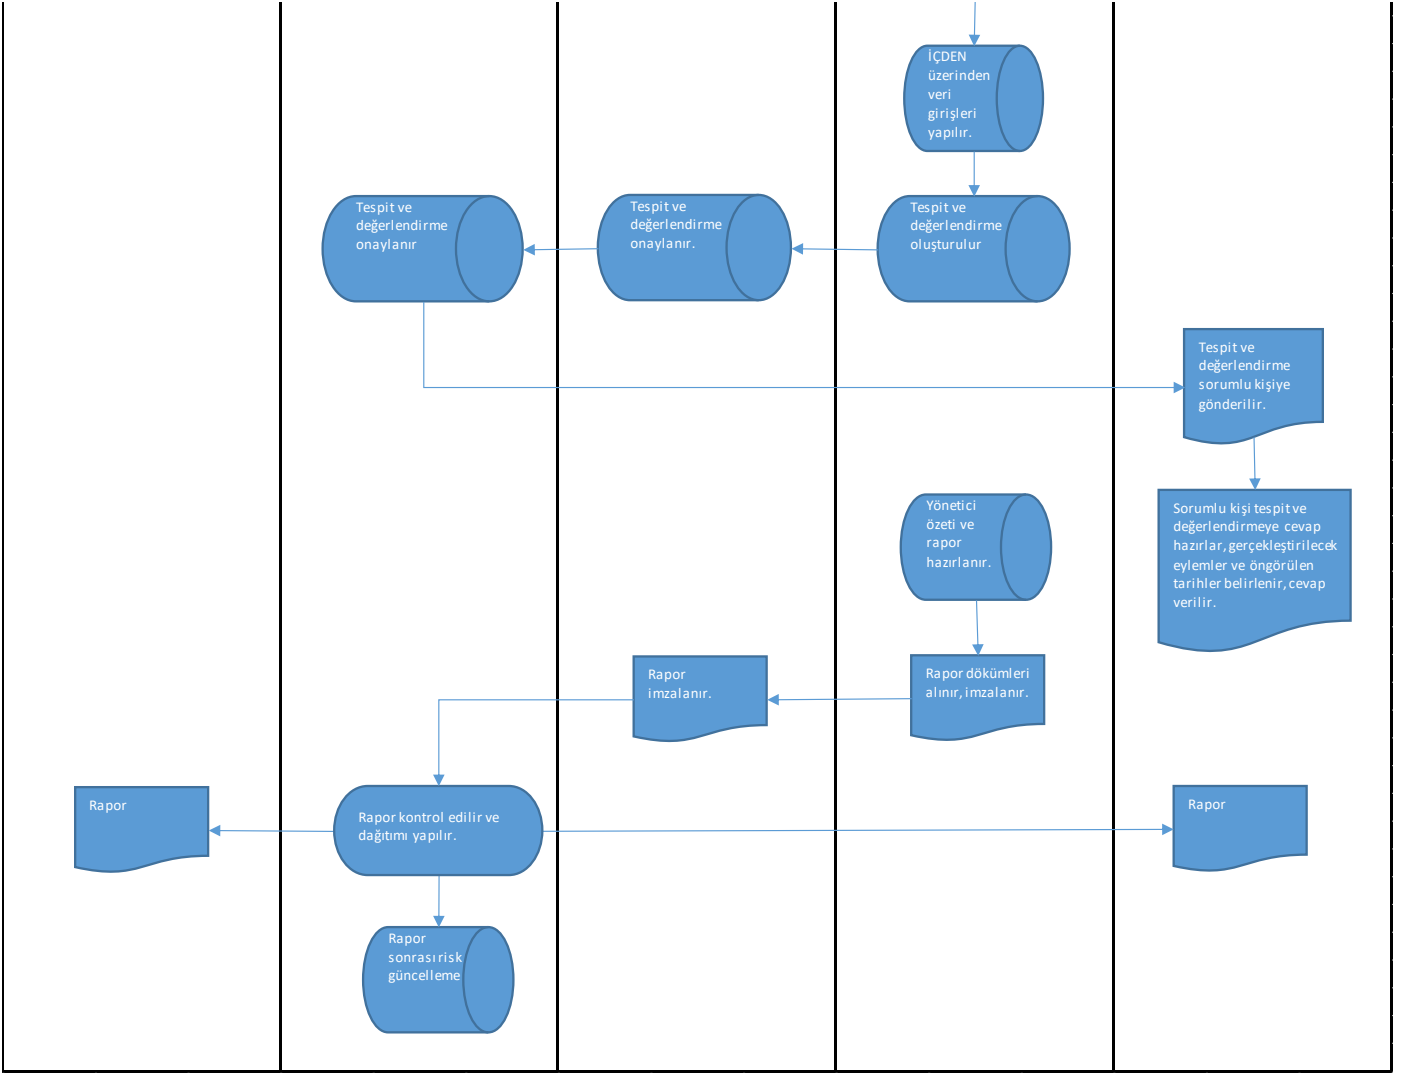 İÇDEN
üzerinden
veri
girişleri
yapılır.
Tespit ve
değerlendirme
onaylanır
Tespit ve
değerlendirme
onaylanır.
Tespit ve
değerlendirme
oluşturulur
Tespit ve
değerlendirme
sorumlu kişiye
gönderilir.
Yönetici
özeti ve
rapor
hazırlanır.
Sorumlu kişi tespit ve
değerlendirmeye cevap
hazırlar, gerçekleştirilecek
eylemler ve öngörülen
tarihler belirlenir, cevap
verilir.
Rapor
imzalanır.
Rapor dökümleri
alınır, imzalanır.
Rapor
Rapor kontrol edilir ve
dağıtımı yapılır.
Rapor
Rapor
sonrası risk
güncelleme